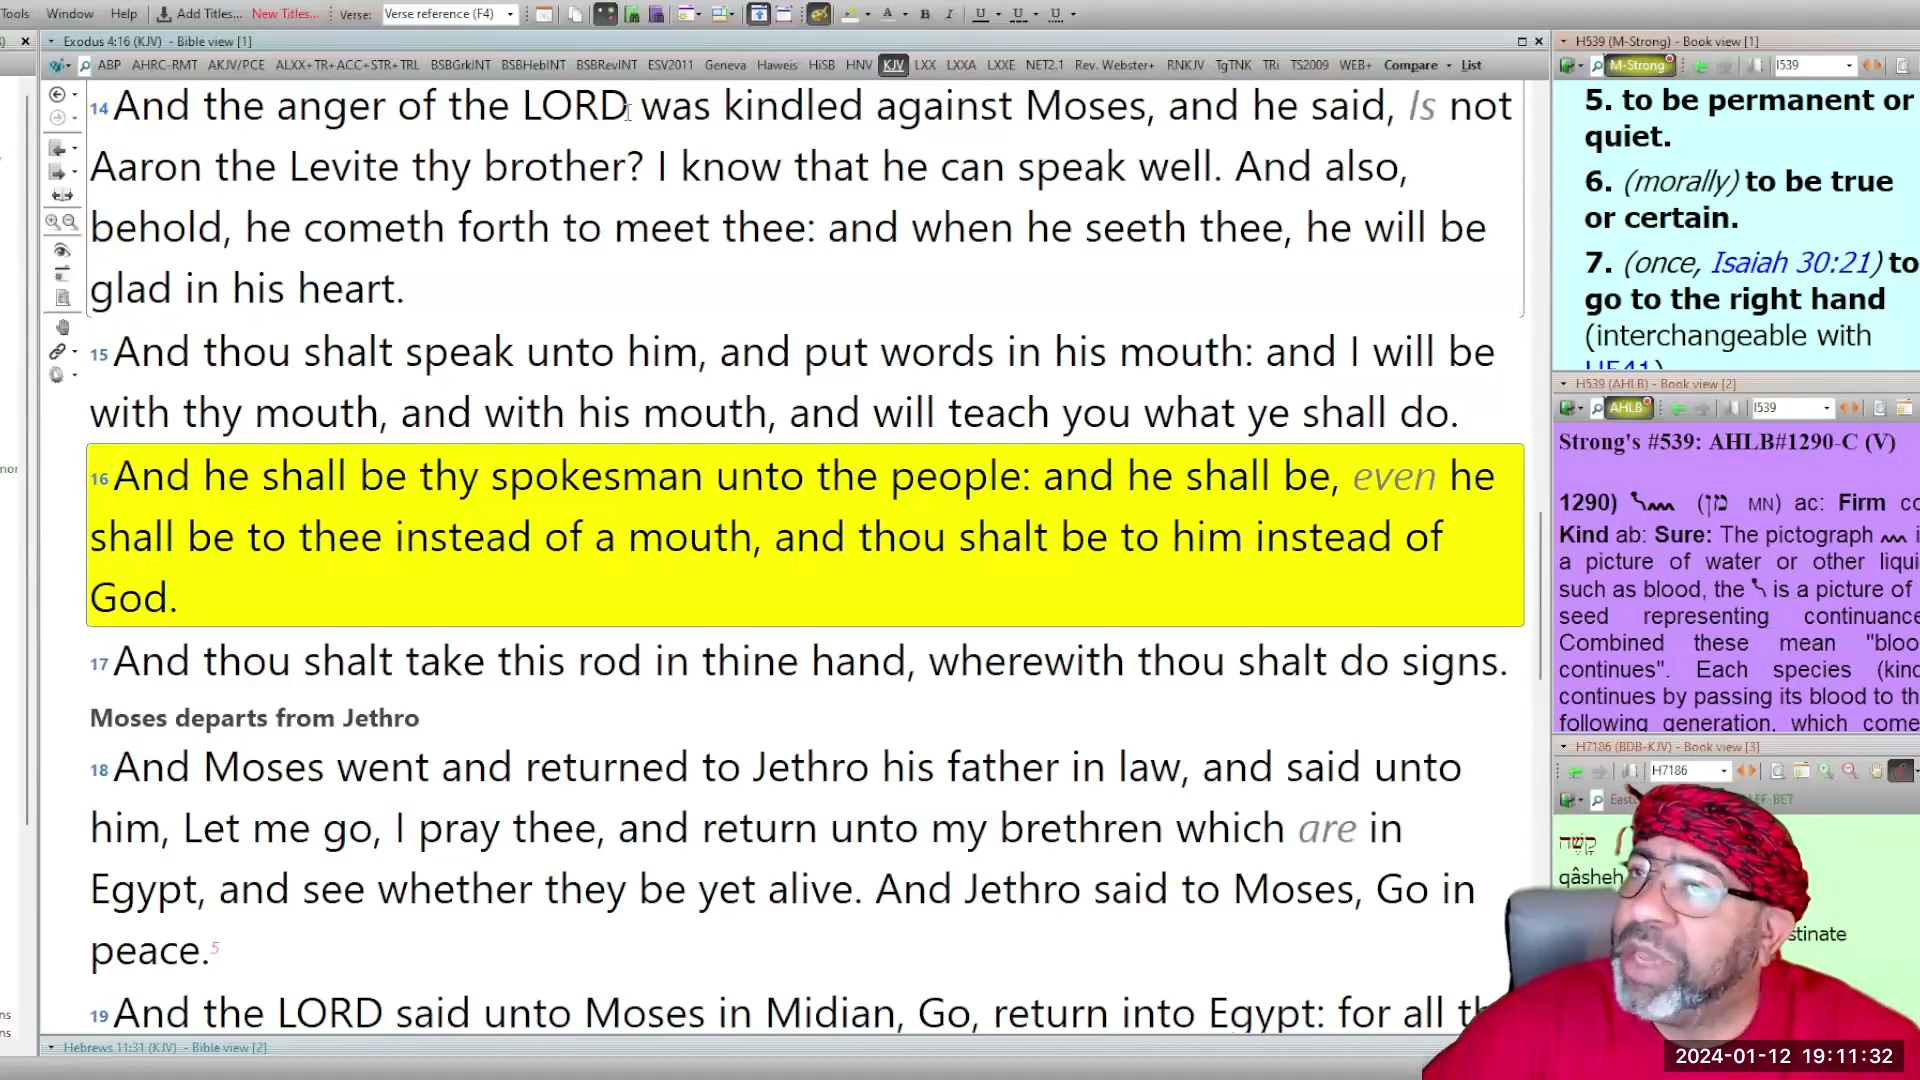 Tools Window Help Add Titles... New Titles... Verse: Verse reference (F4) A B I U U U
Exodus 4:16 (KJV) - Bible view [1]
ABP AHRC-RMT AKJV/PCE ALXX+TR+ACC+STR+TRL BSBGrkINT BSBHebINT BSBRevINT ESV2011 Geneva Haweis HiSB HNV KJV LXX LXXA LXXE NET2.1 Rev. Webster+ RNKJV TgTNK TRi TS2009 WEB+ Compare List
14 And the anger of the LORD was kindled against Moses, and he said, Is not
Aaron the Levite thy brother? I know that he can speak well. And also,
behold, he cometh forth to meet thee: and when he seeth thee, he will be
glad in his heart.
15 And thou shalt speak unto him, and put words in his mouth: and I will be
with thy mouth, and with his mouth, and will teach you what ye shall do.
16 And he shall be thy spokesman unto the people: and he shall be, even he
shall be to thee instead of a mouth, and thou shalt be to him instead of
God.
17 And thou shalt take this rod in thine hand, wherewith thou shalt do signs.
Moses departs from Jethro
18 And Moses went and returned to Jethro his father in law, and said unto
him, Let me go, I pray thee, and return unto my brethren which are in
Egypt, and see whether they be yet alive. And Jethro said to Moses, Go in
peace.5
19 And the LORD said unto Moses in Midian, Go, return into Egypt: for all th
Hebrews 11:31 (KJV) - Bible view [2]
H539 (M-Strong) - Book view [1]
M-Strong I539
5. to be permanent or
quiet.
6. (morally) to be true
or certain.
7. (once, Isaiah 30:21) to
go to the right hand
(interchangeable with
H541)
H539 (AHLB) - Book view [2]
AHLB I539
Strong's #539: AHLB#1290-C (V)
1290) (מן MN) ac: Firm co
Kind ab: Sure: The pictograph i
a picture of water or other liqui
such as blood, the is a picture of
seed representing continuance
Combined these mean "bloo
continues". Each species (kind
continues by passing its blood to th
following generation, which come
H7186 (BDB-KJV) - Book view [3]
H7186
קָשֶׁה
qâsheh
stinate
2024-01-12 19:11:32